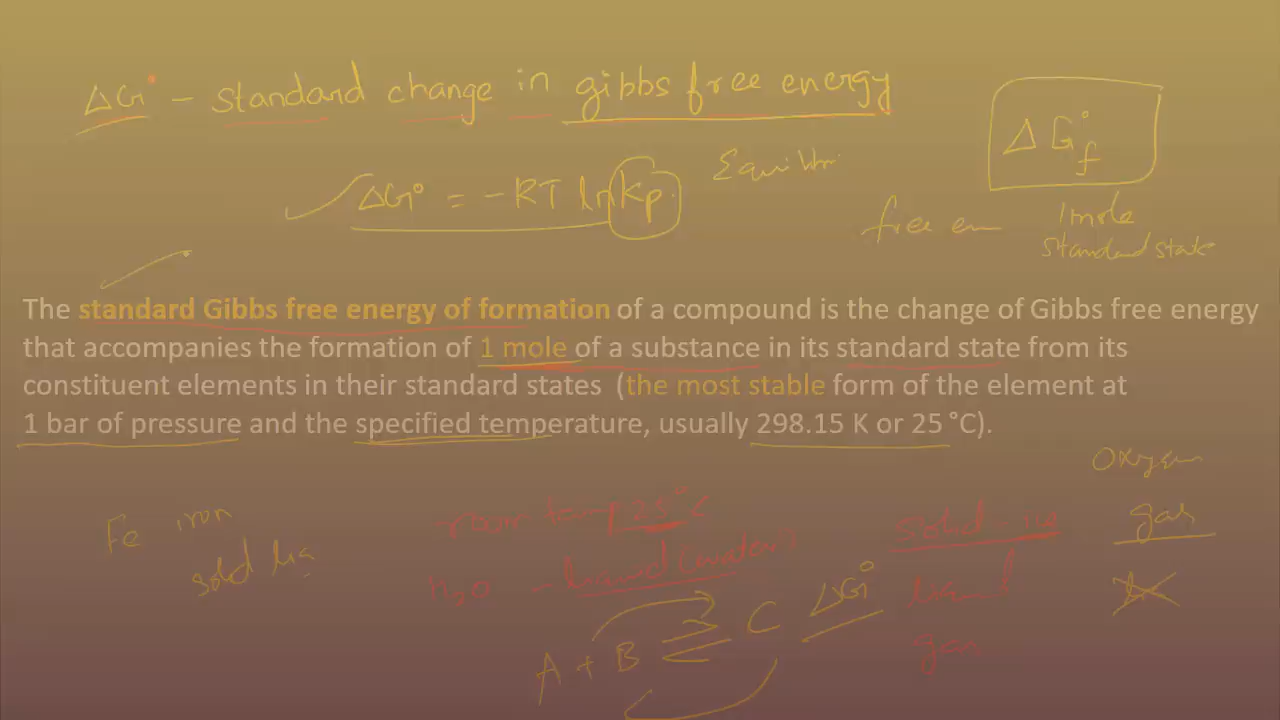 ΔG° - standard change in gibbs free energy
ΔG°f
ΔG° = -RT ln Kp
free en
1mole
standard state
The standard Gibbs free energy of formation of a compound is the change of Gibbs free energy
that accompanies the formation of 1 mole of a substance in its standard state from its
constituent elements in their standard states (the most stable form of the element at
1 bar of pressure and the specified temperature, usually 298.15 K or 25 °C).
Fe iron
room temp 25°C
H2O - liquid (water)
solid - ice
gas
oxygen
gas
A + B ⇌ C ΔG°